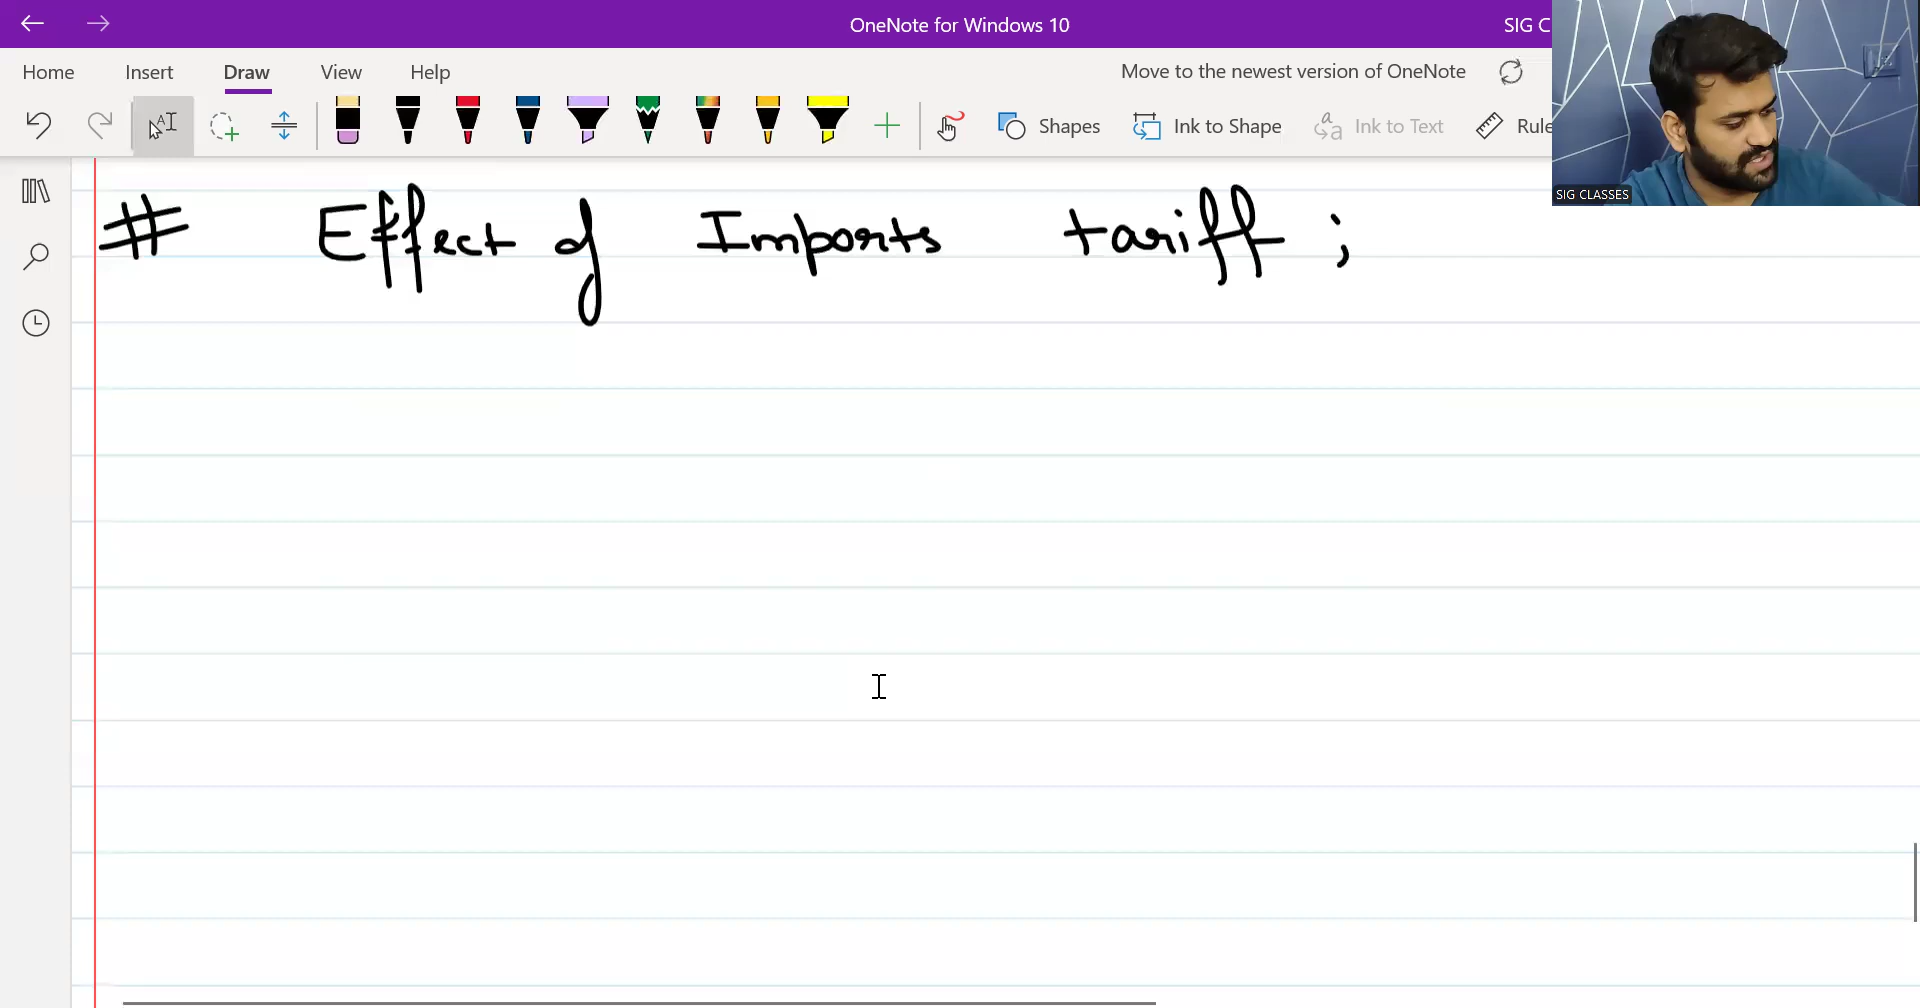 OneNote for Windows 10
SIG C
Home Insert Draw View Help
Move to the newest version of OneNote
Shapes Ink to Shape Ink to Text Rule
SIG CLASSES
# Effect of Imports tariff ;